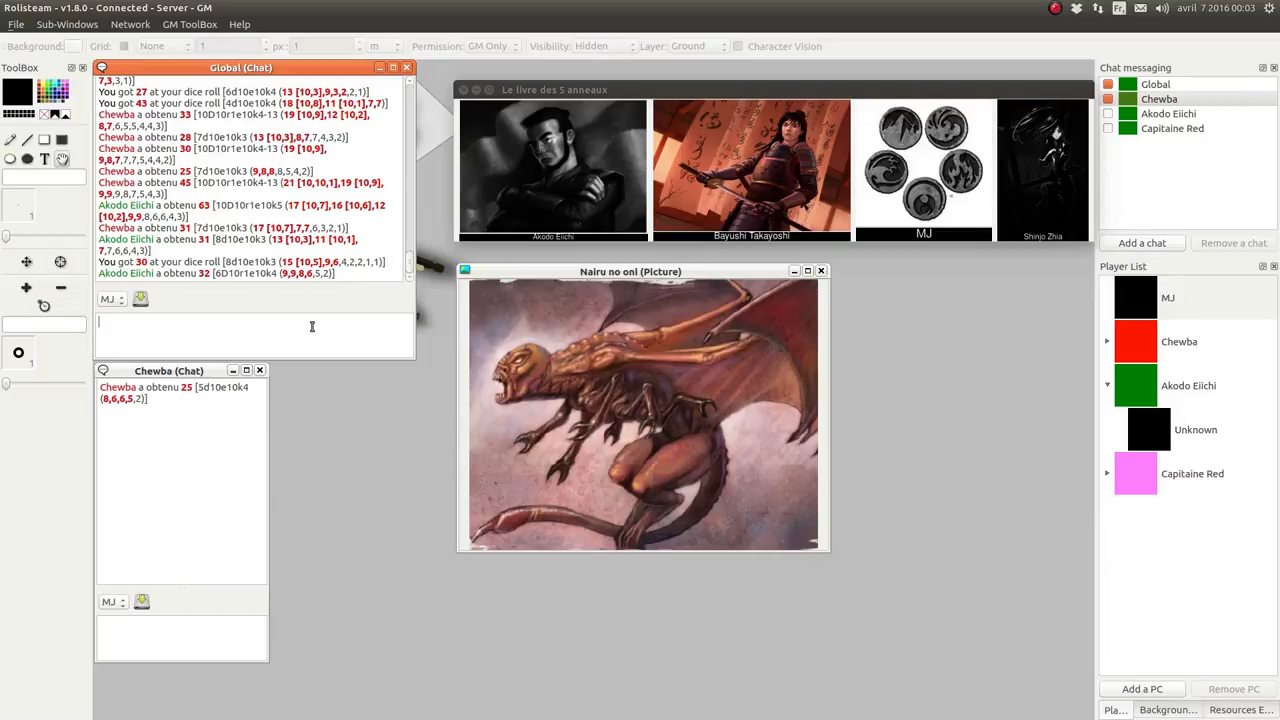 Rolisteam - v1.8.0 - Connected - Server - GM
Fr, avril 7 2016 00:03
File Sub-Windows Network GM ToolBox Help
Background: Grid: None 1 px : 1 m Permission: GM Only Visibility: Hidden Layer: Ground Character Vision
ToolBox
1
1
Global (Chat)
7,3,3,1)]
You got 27 at your dice roll [6d10e10k4 (13 [10,3],9,3,2,2,1)]
You got 43 at your dice roll [4d10e10k4 (18 [10,8],11 [10,1],7,7)]
Chewba a obtenu 33 [10D10r1e10k4-13 (19 [10,9],12 [10,2],
8,7,6,5,5,4,4,3)]
Chewba a obtenu 28 [7d10e10k3 (13 [10,3],8,7,7,4,3,2)]
Chewba a obtenu 30 [10D10r1e10k4-13 (19 [10,9],
9,8,7,7,7,5,4,4,2)]
Chewba a obtenu 25 [7d10e10k3 (9,8,8,8,5,4,2)]
Chewba a obtenu 45 [10D10r1e10k4-13 (21 [10,10,1],19 [10,9],
9,9,9,8,7,5,4,3)]
Akodo Eiichi a obtenu 63 [10D10r1e10k5 (17 [10,7],16 [10,6],12
[10,2],9,9,8,6,6,4,3)]
Chewba a obtenu 31 [7d10e10k3 (17 [10,7],7,7,6,3,2,1)]
Akodo Eiichi a obtenu 31 [8d10e10k3 (13 [10,3],11 [10,1],
7,7,6,6,4,3)]
You got 30 at your dice roll [8d10e10k3 (15 [10,5],9,6,4,2,2,1,1)]
Akodo Eiichi a obtenu 32 [6D10r1e10k4 (9,9,8,6,5,2)]
MJ
Chewba (Chat)
Chewba a obtenu 25 [5d10e10k4
(8,6,6,5,2)]
MJ
Le livre des 5 anneaux
Akodo Eiichi
Bayushi Takayoshi
MJ
Shinjo Zhia
Nairu no oni (Picture)
Chat messaging
Global
Chewba
Akodo Eiichi
Capitaine Red
Add a chat Remove a chat
Player List
MJ
Chewba
Akodo Eiichi
Unknown
Capitaine Red
Add a PC Remove PC
Pla... Backgroun... Resources E...